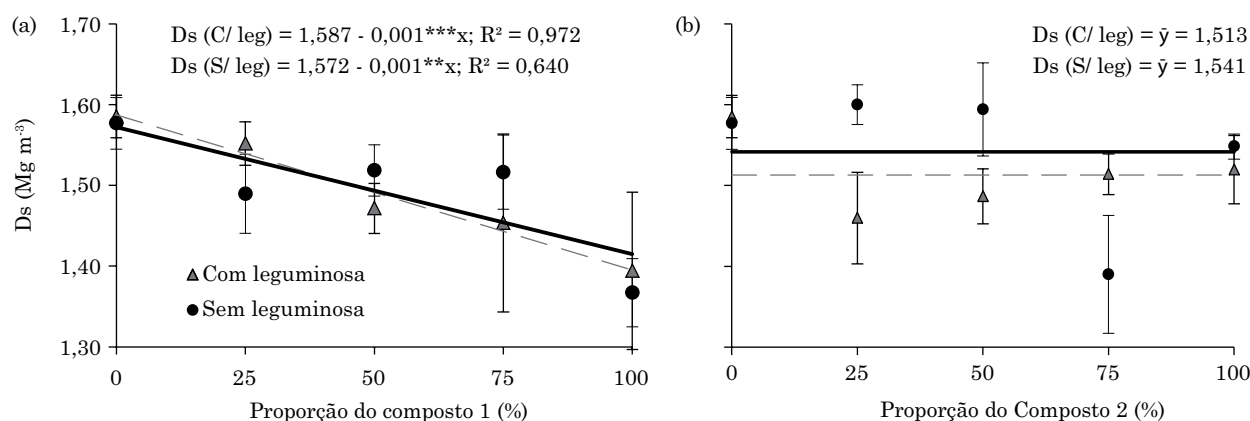 (a)
1,70
Ds (C/ leg) = 1,587 - 0,001***x; R² = 0,972
Ds (S/ leg) = 1,572 - 0,001**x; R² = 0,640
1,60
1,50
1,40
1,30
Ds (Mg m⁻³)
Com leguminosa
Sem leguminosa
0 25 50 75 100
Proporção do composto 1 (%)
(b)
Ds (C/ leg) = ȳ = 1,513
Ds (S/ leg) = ȳ = 1,541
0 25 50 75 100
Proporção do Composto 2 (%)